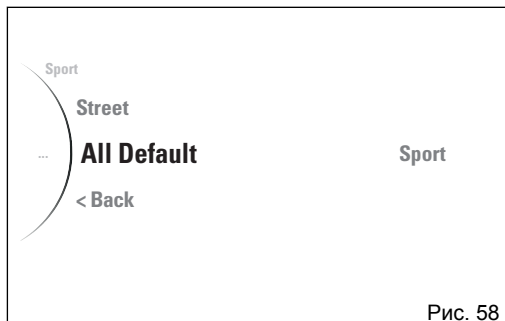 Sport
Street
...
All Default
Sport
< Back
Рис. 58